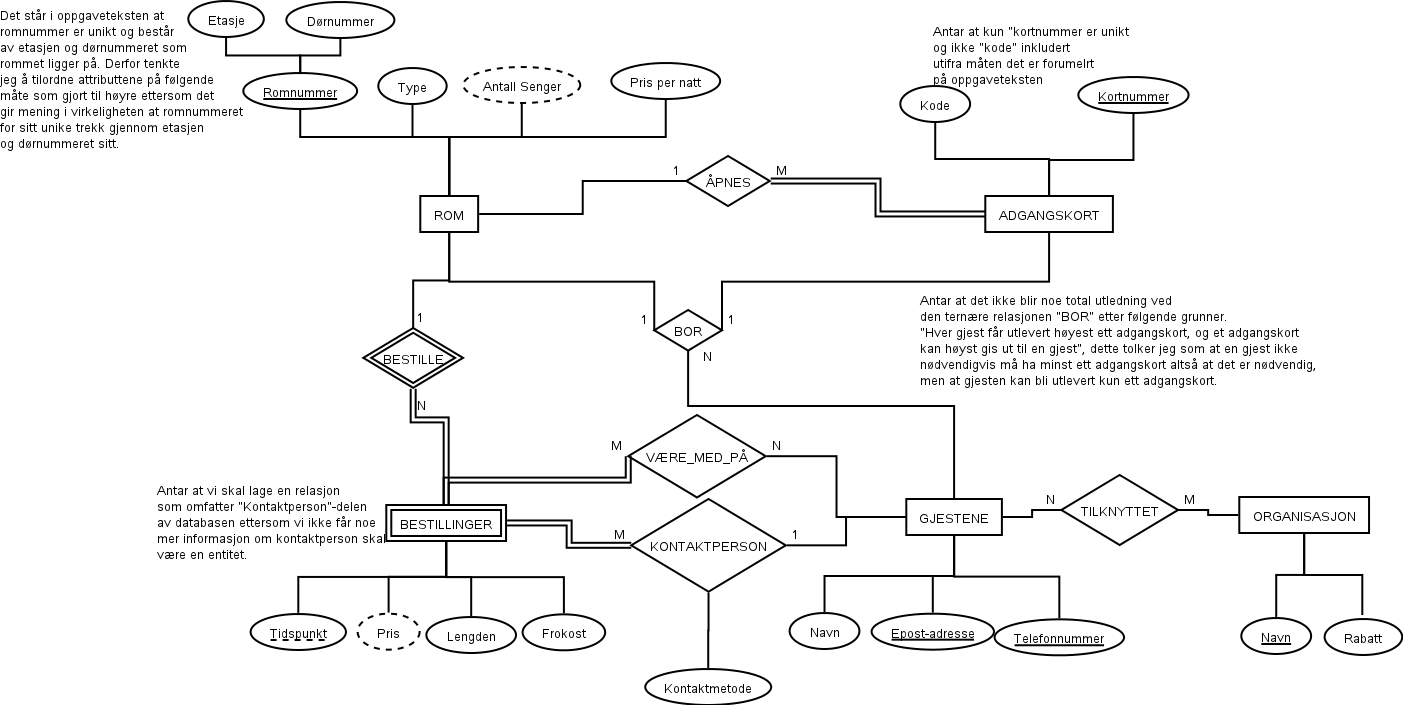 Det står i oppgaveteksten at
romnummer er unikt og består
av etasjen og dørnummeret som
rommet ligger på. Derfor tenkte
jeg å tilordne attributtene på følgende
måte som gjort til høyre ettersom det
gir mening i virkeligheten at romnummeret
for sitt unike trekk gjennom etasjen
og dørnummeret sitt.
Etasje
Dørnummer
Romnummer
Type
Antall Senger
Pris per natt
Antar at kun "kortnummer er unikt
og ikke "kode" inkludert
utifra måten det er forumelrt
på oppgaveteksten
Kode
Kortnummer
1
ÅPNES
M
ROM
ADGANGSKORT
1
BESTILLE
N
1
BOR
1
N
Antar at det ikke blir noe total utledning ved
den ternære relasjonen "BOR" etter følgende grunner.
"Hver gjest får utlevert høyest ett adgangskort, og et adgangskort
kan høyst gis ut til en gjest", dette tolker jeg som at en gjest ikke
nødvendigvis må ha minst ett adgangskort altså at det er nødvendig,
men at gjesten kan bli utlevert kun ett adgangskort.
M
VÆRE_MED_PÅ
N
Antar at vi skal lage en relasjon
som omfatter "Kontaktperson"-delen
av databasen ettersom vi ikke får noe
mer informasjon om kontaktperson skal
være en entitet.
BESTILLINGER
M
KONTAKTPERSON
1
GJESTENE
N
TILKNYTTET
M
ORGANISASJON
Tidspunkt
Pris
Lengden
Frokost
Kontaktmetode
Navn
Epost-adresse
Telefonnummer
Navn
Rabatt